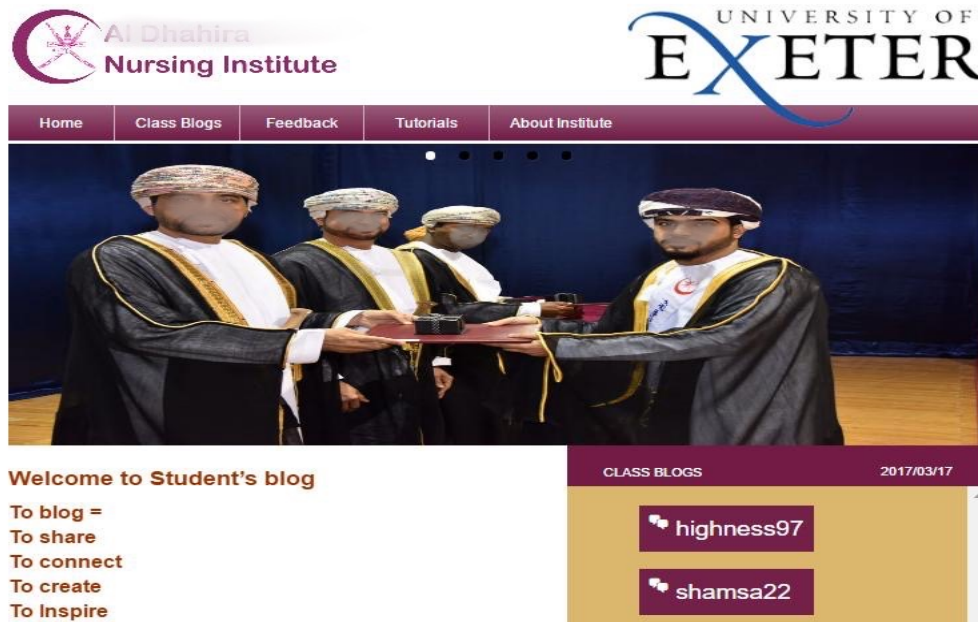 Al Dhahira
Nursing Institute
UNIVERSITY OF
EXETER
Home Class Blogs Feedback Tutorials About Institute
Welcome to Student's blog
To blog =
To share
To connect
To create
To Inspire
CLASS BLOGS 2017/03/17
highness97
shamsa22